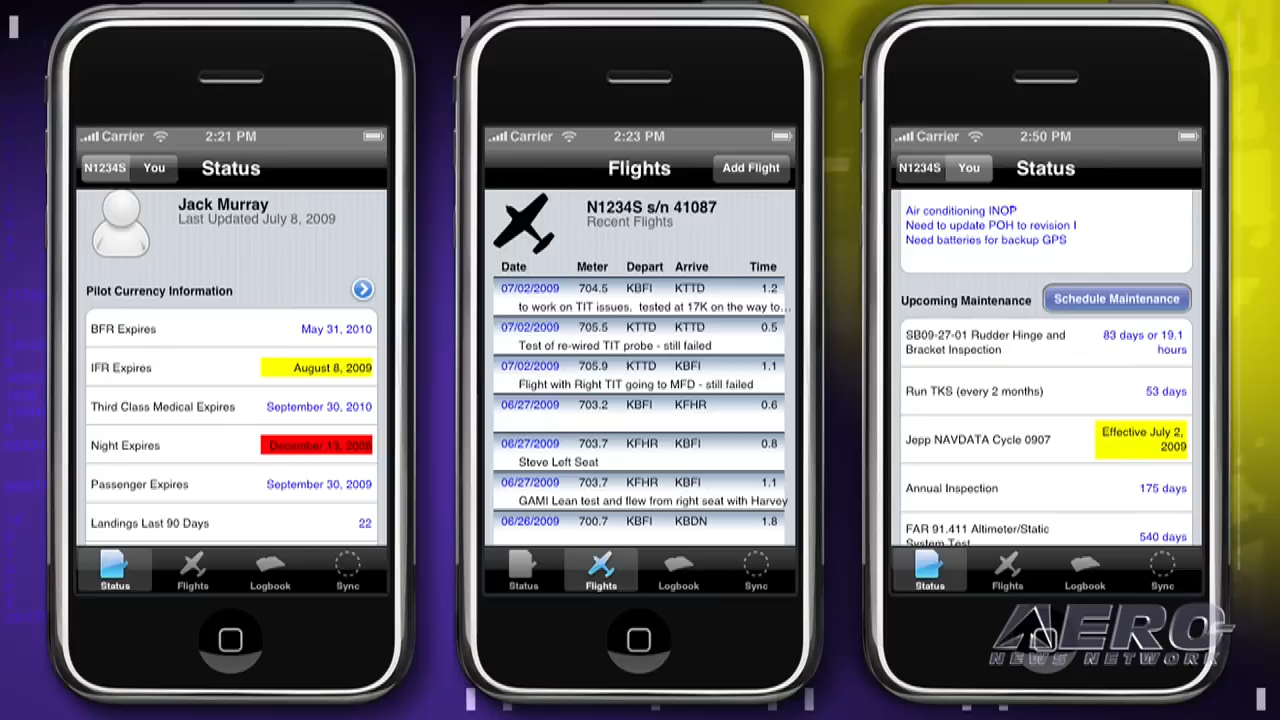 Carrier 2:21 PM
N1234S You Status
Jack Murray
Last Updated July 8, 2009
Pilot Currency Information
BFR Expires May 31, 2010
IFR Expires August 8, 2009
Third Class Medical Expires September 30, 2010
Night Expires December 13, 2008
Passenger Expires September 30, 2009
Landings Last 90 Days 22
Status Flights Logbook Sync
Carrier 2:23 PM
Flights Add Flight
N1234S s/n 41087
Recent Flights
Date Meter Depart Arrive Time
07/02/2009 704.5 KBFI KTTD 1.2
to work on TIT issues. tested at 17K on the way to...
07/02/2009 705.5 KTTD KTTD 0.5
Test of re-wired TIT probe - still failed
07/02/2009 705.9 KTTD KBFI 1.1
Flight with Right TIT going to MFD - still failed
06/27/2009 703.2 KBFI KFHR 0.6
06/27/2009 703.7 KFHR KBFI 0.8
Steve Left Seat
06/27/2009 703.7 KFHR KBFI 1.1
GAMI Lean test and flew from right seat with Harvey
06/26/2009 700.7 KBFI KBDN 1.8
Status Flights Logbook Sync
Carrier 2:50 PM
N1234S You Status
Air conditioning INOP
Need to update POH to revision I
Need batteries for backup GPS
Upcoming Maintenance Schedule Maintenance
SB09-27-01 Rudder Hinge and 83 days or 19.1
Bracket Inspection hours
Run TKS (every 2 months) 53 days
Jepp NAVDATA Cycle 0907 Effective July 2,
2009
Annual Inspection 175 days
FAR 91.411 Altimeter/Static 540 days
System Test
Status Flights Logbook Sync
AERO-
NEWS NETWORK